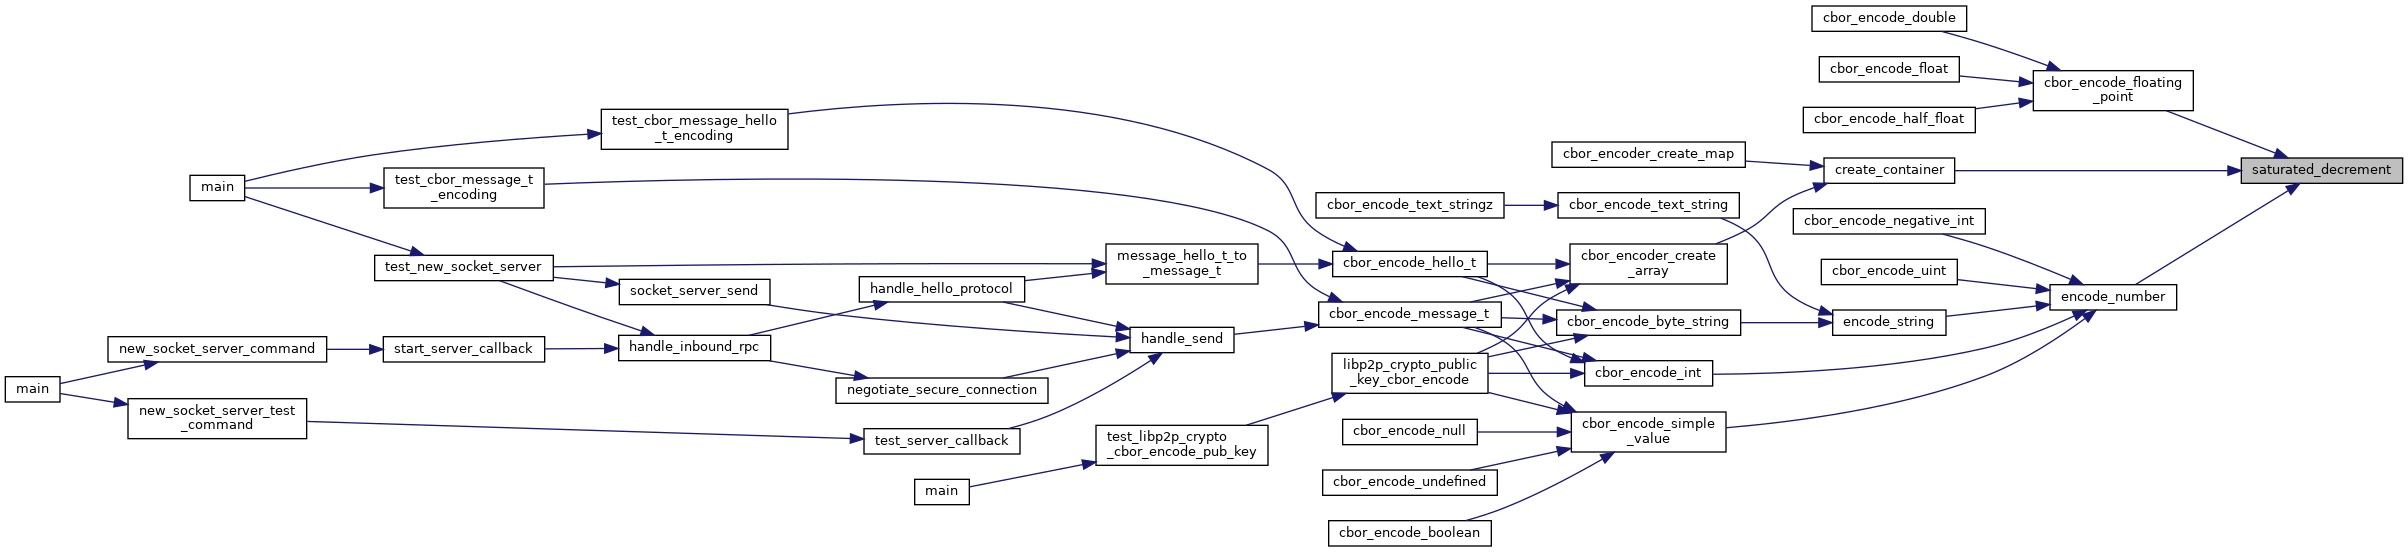 cbor_encode_double
cbor_encode_float
cbor_encode_floating
_point
cbor_encode_half_float
test_cbor_message_hello
_t_encoding
cbor_encoder_create_map
create_container
saturated_decrement
main
test_cbor_message_t
_encoding
cbor_encode_text_stringz
cbor_encode_text_string
cbor_encode_negative_int
test_new_socket_server
message_hello_t_to
_message_t
cbor_encode_hello_t
cbor_encoder_create
_array
cbor_encode_uint
socket_server_send
handle_hello_protocol
encode_number
cbor_encode_message_t
cbor_encode_byte_string
encode_string
new_socket_server_command
start_server_callback
handle_inbound_rpc
handle_send
libp2p_crypto_public
_key_cbor_encode
cbor_encode_int
main
negotiate_secure_connection
new_socket_server_test
_command
test_server_callback
test_libp2p_crypto
_cbor_encode_pub_key
cbor_encode_null
cbor_encode_simple
_value
main
cbor_encode_undefined
cbor_encode_boolean